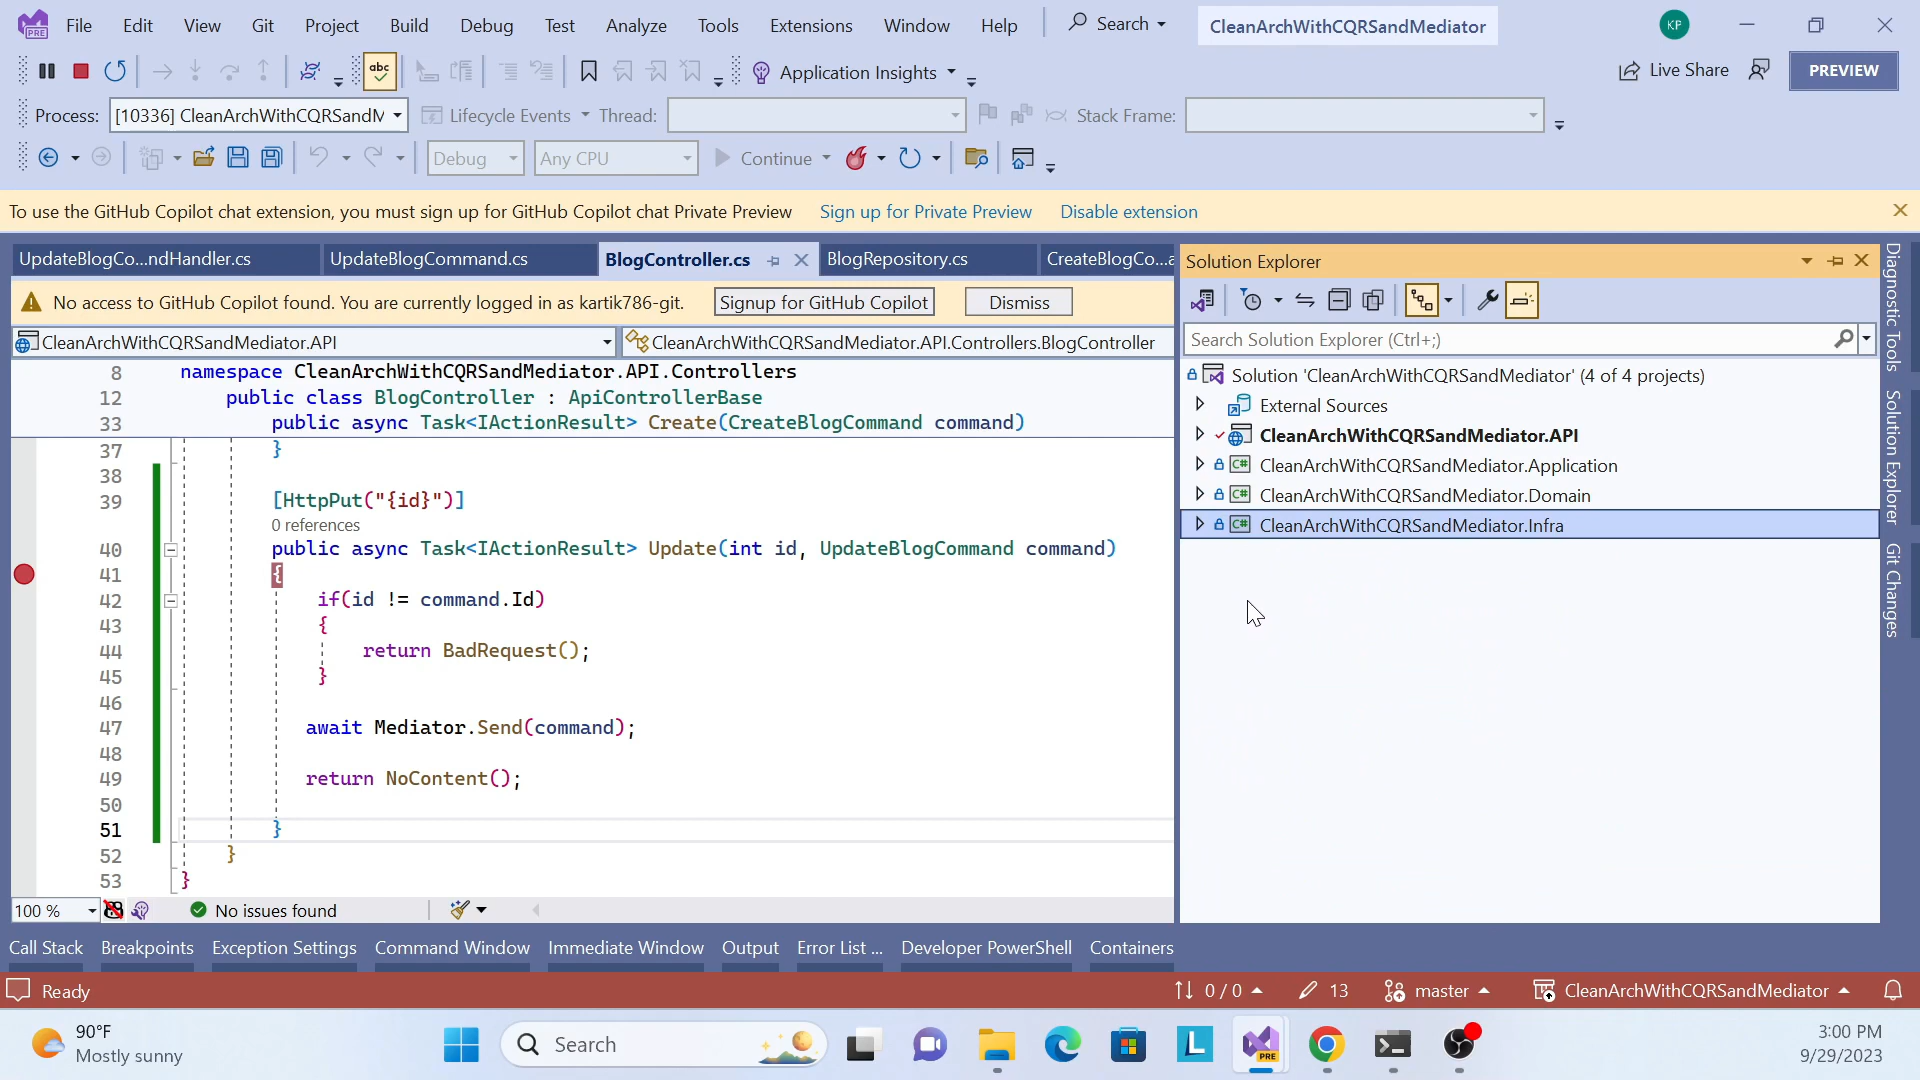 File Edit View Git Project Build Debug Test Analyze Tools Extensions Window Help Search CleanArchWithCQRSandMediator KP
abc Application Insights Live Share PREVIEW
Process: [10336] CleanArchWithCQRSandM Lifecycle Events Thread: Stack Frame:
Debug Any CPU Continue
To use the GitHub Copilot chat extension, you must sign up for GitHub Copilot chat Private Preview Sign up for Private Preview Disable extension
UpdateBlogCo...ndHandler.cs UpdateBlogCommand.cs BlogController.cs BlogRepository.cs CreateBlogCo...a
No access to GitHub Copilot found. You are currently logged in as kartik786-git. Signup for GitHub Copilot Dismiss
CleanArchWithCQRSandMediator.API CleanArchWithCQRSandMediator.API.Controllers.BlogController
8 namespace CleanArchWithCQRSandMediator.API.Controllers
12 public class BlogController : ApiControllerBase
33 public async Task<IActionResult> Create(CreateBlogCommand command)
37 }
38
39 [HttpPut("{id}")]
0 references
40 public async Task<IActionResult> Update(int id, UpdateBlogCommand command)
41 {
42 if(id != command.Id)
43 {
44 return BadRequest();
45 }
46
47 await Mediator.Send(command);
48
49 return NoContent();
50
51 }
52 }
53 }
100 % No issues found
Solution Explorer
Search Solution Explorer (Ctrl+;)
Solution 'CleanArchWithCQRSandMediator' (4 of 4 projects)
External Sources
CleanArchWithCQRSandMediator.API
C# CleanArchWithCQRSandMediator.Application
C# CleanArchWithCQRSandMediator.Domain
C# CleanArchWithCQRSandMediator.Infra
Diagnostic Tools
Solution Explorer
Git Changes
Call Stack Breakpoints Exception Settings Command Window Immediate Window Output Error List ... Developer PowerShell Containers
Ready 0 / 0 13 master CleanArchWithCQRSandMediator
90°F
Mostly sunny
Search
L
PRE
3:00 PM
9/29/2023